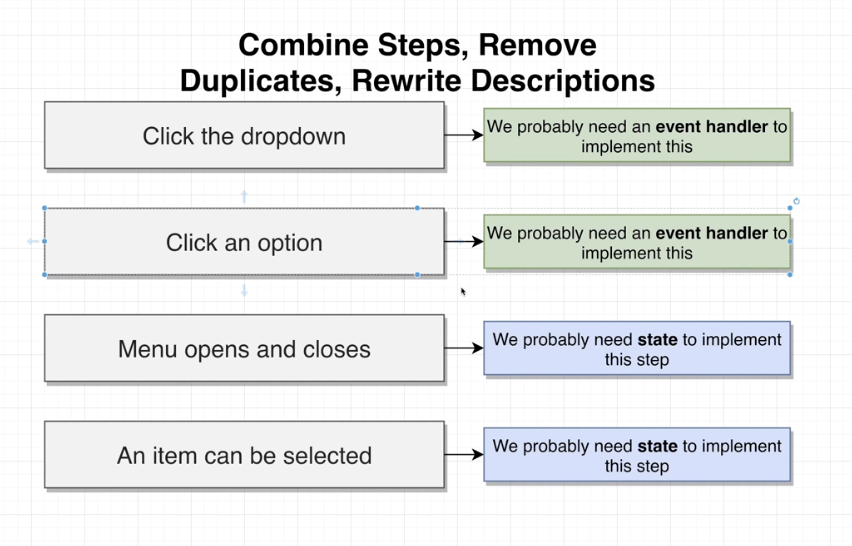 Combine Steps, Remove
Duplicates, Rewrite Descriptions
Click the dropdown
We probably need an event handler to
implement this
Click an option
We probably need an event handler to
implement this
Menu opens and closes
We probably need state to implement
this step
An item can be selected
We probably need state to implement
this step